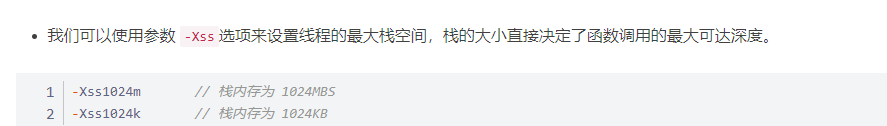 我们可以使用参数 -Xss 选项来设置线程的最大栈空间，栈的大小直接决定了函数调用的最大可达深度。
1 -Xss1024m // 栈内存为 1024MBS
2 -Xss1024k // 栈内存为 1024KB